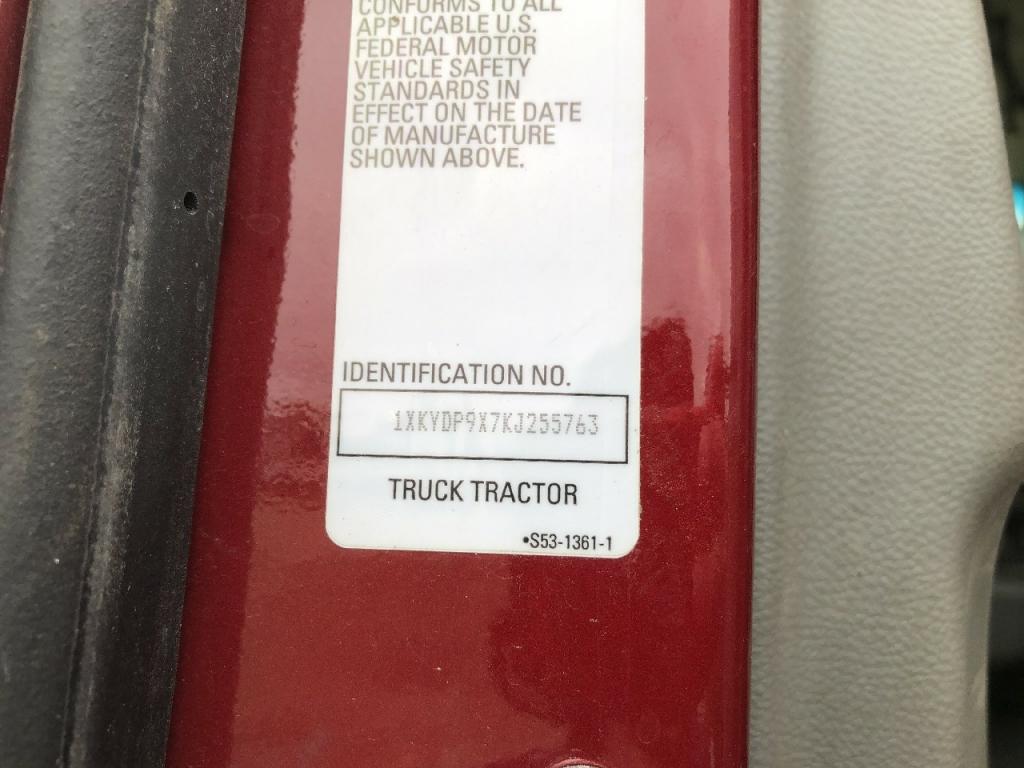 CONFORMS TO ALL
APPLICABLE U.S.
FEDERAL MOTOR
VEHICLE SAFETY
STANDARDS IN
EFFECT ON THE DATE
OF MANUFACTURE
SHOWN ABOVE.
IDENTIFICATION NO.
1XKYDP9X7KJ255763
TRUCK TRACTOR
•S53-1361-1